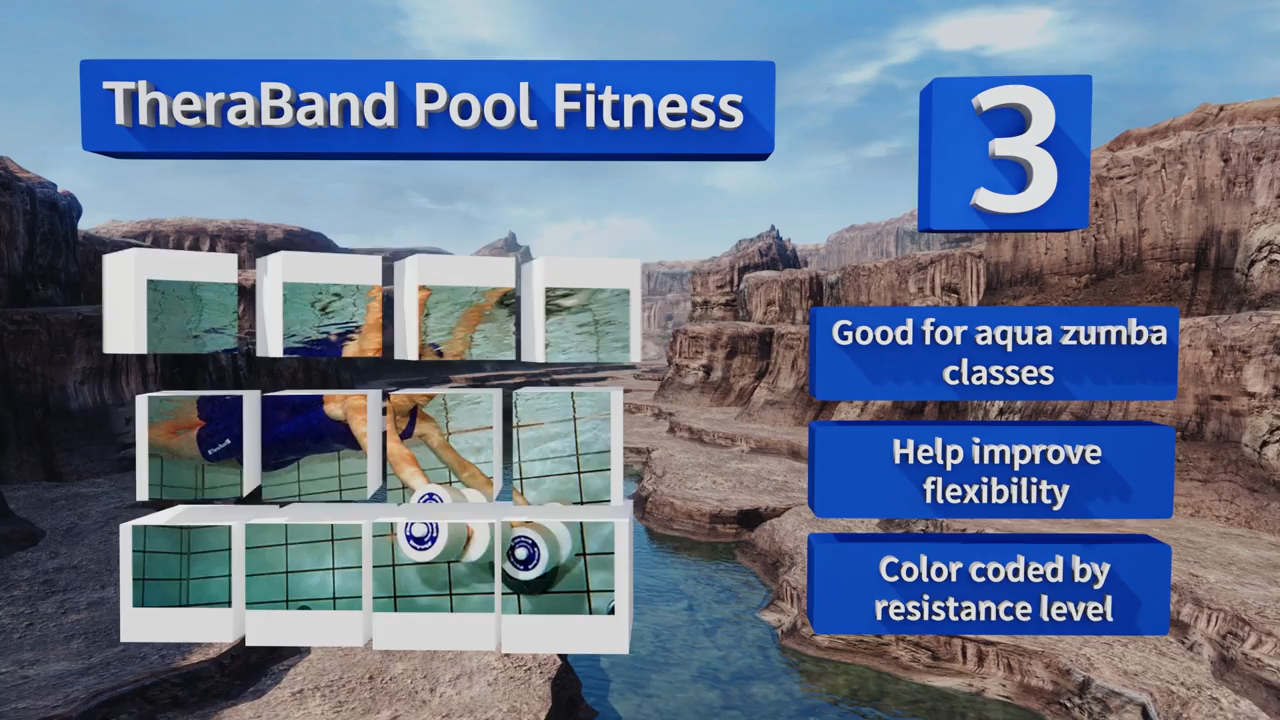 TheraBand Pool Fitness
3
Good for aqua zumba
classes
Help improve
flexibility
Color coded by
resistance level